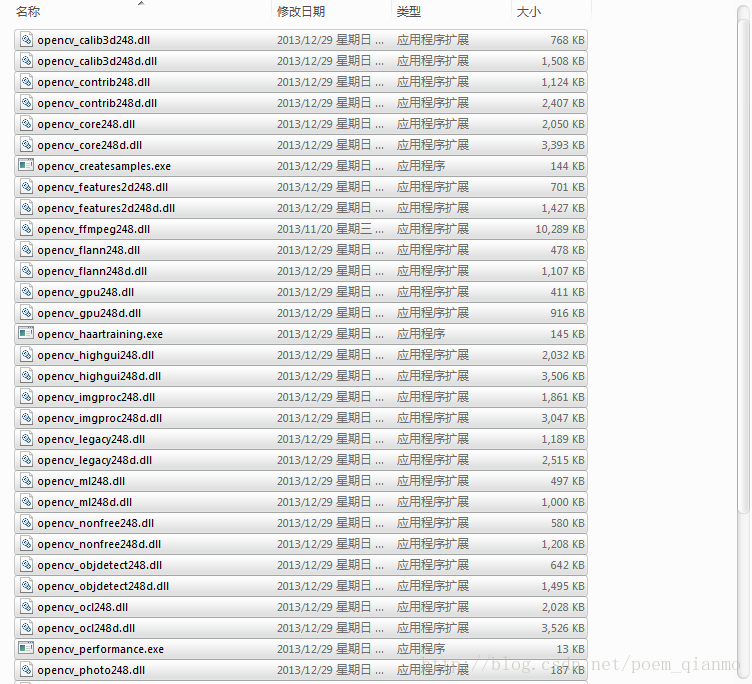 名称 修改日期 类型 大小
opencv_calib3d248.dll 2013/12/29 星期日 ... 应用程序扩展 768 KB
opencv_calib3d248d.dll 2013/12/29 星期日 ... 应用程序扩展 1,508 KB
opencv_contrib248.dll 2013/12/29 星期日 ... 应用程序扩展 1,124 KB
opencv_contrib248d.dll 2013/12/29 星期日 ... 应用程序扩展 2,407 KB
opencv_core248.dll 2013/12/29 星期日 ... 应用程序扩展 2,050 KB
opencv_core248d.dll 2013/12/29 星期日 ... 应用程序扩展 3,393 KB
opencv_createsamples.exe 2013/12/29 星期日 ... 应用程序 144 KB
opencv_features2d248.dll 2013/12/29 星期日 ... 应用程序扩展 701 KB
opencv_features2d248d.dll 2013/12/29 星期日 ... 应用程序扩展 1,427 KB
opencv_ffmpeg248.dll 2013/11/20 星期三 ... 应用程序扩展 10,289 KB
opencv_flann248.dll 2013/12/29 星期日 ... 应用程序扩展 478 KB
opencv_flann248d.dll 2013/12/29 星期日 ... 应用程序扩展 1,107 KB
opencv_gpu248.dll 2013/12/29 星期日 ... 应用程序扩展 411 KB
opencv_gpu248d.dll 2013/12/29 星期日 ... 应用程序扩展 916 KB
opencv_haartraining.exe 2013/12/29 星期日 ... 应用程序 145 KB
opencv_highgui248.dll 2013/12/29 星期日 ... 应用程序扩展 2,032 KB
opencv_highgui248d.dll 2013/12/29 星期日 ... 应用程序扩展 3,506 KB
opencv_imgproc248.dll 2013/12/29 星期日 ... 应用程序扩展 1,861 KB
opencv_imgproc248d.dll 2013/12/29 星期日 ... 应用程序扩展 3,047 KB
opencv_legacy248.dll 2013/12/29 星期日 ... 应用程序扩展 1,189 KB
opencv_legacy248d.dll 2013/12/29 星期日 ... 应用程序扩展 2,515 KB
opencv_ml248.dll 2013/12/29 星期日 ... 应用程序扩展 497 KB
opencv_ml248d.dll 2013/12/29 星期日 ... 应用程序扩展 1,000 KB
opencv_nonfree248.dll 2013/12/29 星期日 ... 应用程序扩展 580 KB
opencv_nonfree248d.dll 2013/12/29 星期日 ... 应用程序扩展 1,208 KB
opencv_objdetect248.dll 2013/12/29 星期日 ... 应用程序扩展 642 KB
opencv_objdetect248d.dll 2013/12/29 星期日 ... 应用程序扩展 1,495 KB
opencv_ocl248.dll 2013/12/29 星期日 ... 应用程序扩展 2,028 KB
opencv_ocl248d.dll 2013/12/29 星期日 ... 应用程序扩展 3,526 KB
opencv_performance.exe 2013/12/29 星期日 ... 应用程序 13 KB
opencv_photo248.dll 2013/12/29 星期日 ... 应用程序扩展 187 KB
http://blog.csdn.net/poem_qianmo